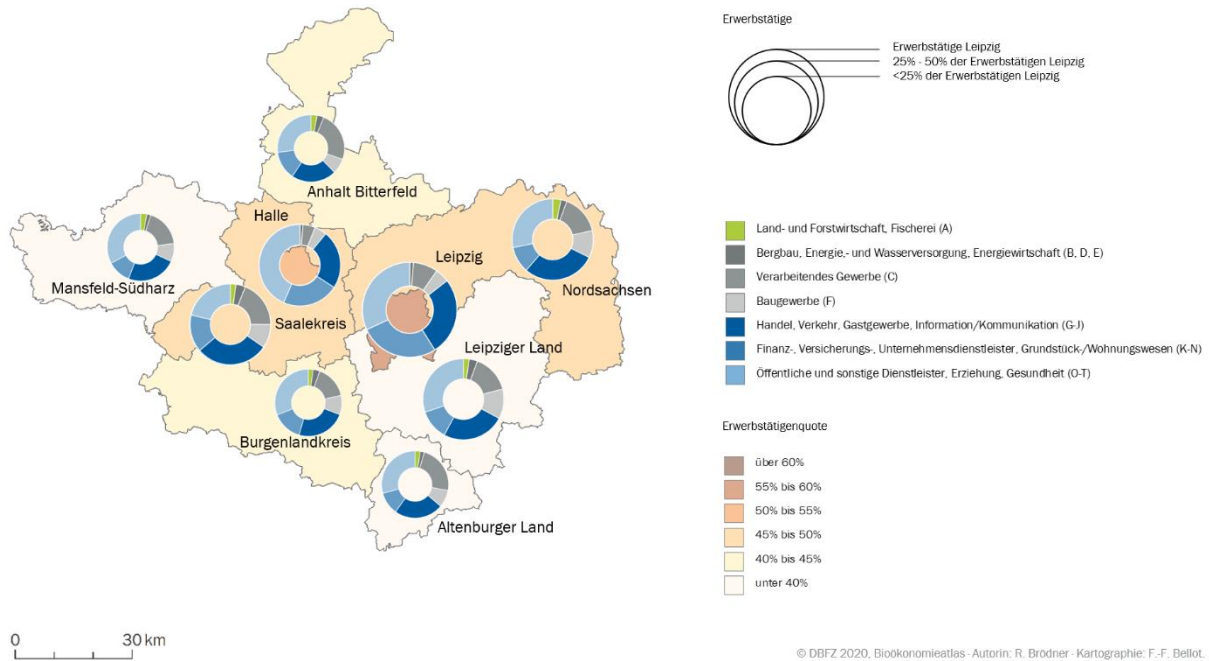 Anhalt Bitterfeld
Halle
Leipzig
Mansfeld-Südharz
Nordsachsen
Saalekreis
Leipziger Land
Burgenlandkreis
Altenburger Land
0 30 km
Erwerbstätige
Erwerbstätige Leipzig
25% - 50% der Erwerbstätigen Leipzig
<25% der Erwerbstätigen Leipzig
Land- und Forstwirtschaft, Fischerei (A)
Bergbau, Energie,- und Wasserversorgung, Energiewirtschaft (B, D, E)
Verarbeitendes Gewerbe (C)
Baugewerbe (F)
Handel, Verkehr, Gastgewerbe, Information/Kommunikation (G-J)
Finanz-, Versicherungs-, Unternehmensdienstleister, Grundstück-/Wohnungswesen (K-N)
Öffentliche und sonstige Dienstleister, Erziehung, Gesundheit (O-T)
Erwerbstätigenquote
über 60%
55% bis 60%
50% bis 55%
45% bis 50%
40% bis 45%
unter 40%
© DBFZ 2020, Bioökonomieatlas · Autorin: R. Brödner · Kartographie: F.-F. Bellot.